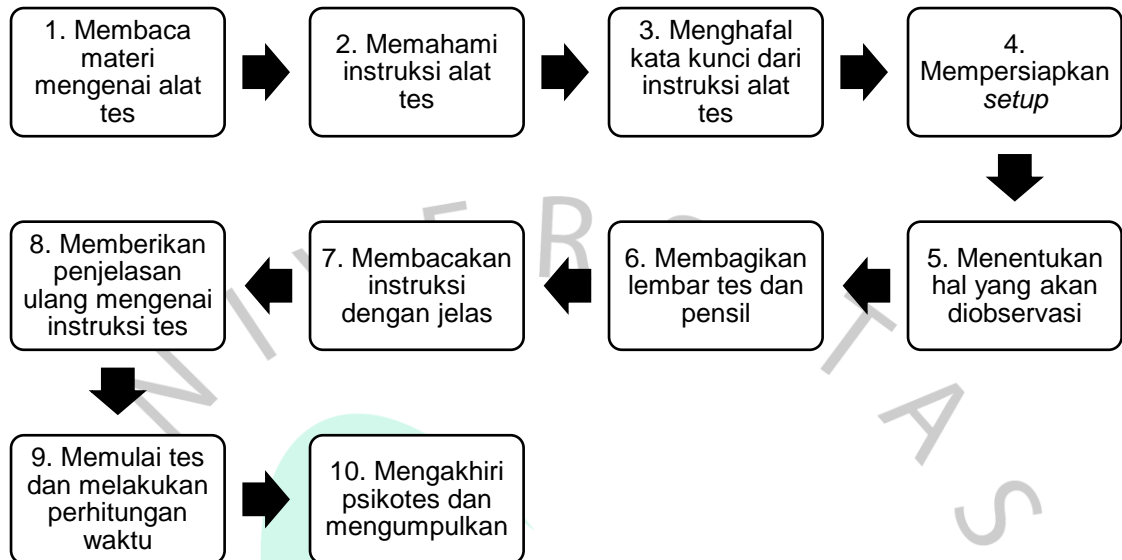 1. Membaca
materi
mengenai alat
tes
2. Memahami
instruksi alat
tes
3. Menghafal
kata kunci dari
instruksi alat
tes
4.
Mempersiapkan
setup
5. Menentukan
hal yang akan
diobservasi
6. Membagikan
lembar tes dan
pensil
7. Membacakan
instruksi
dengan jelas
8. Memberikan
penjelasan
ulang mengenai
instruksi tes
9. Memulai tes
dan melakukan
perhitungan
waktu
10. Mengakhiri
psikotes dan
mengumpulkan